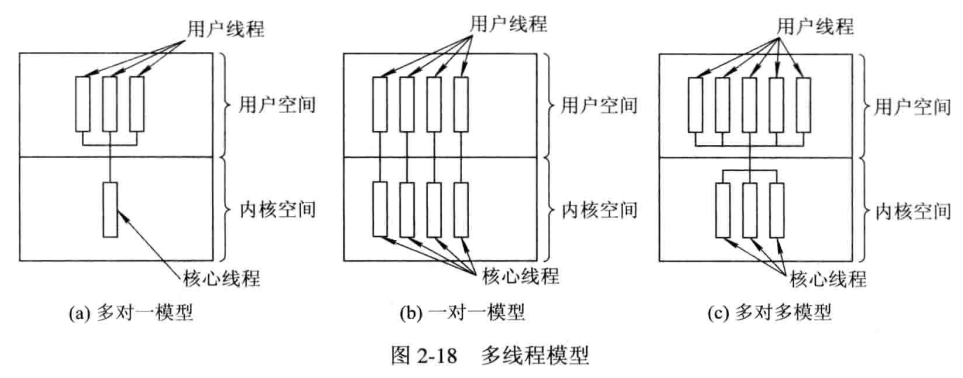 用户线程
用户线程
用户线程
用户空间
用户空间
用户空间
内核空间
内核空间
内核空间
核心线程
核心线程
核心线程
(a) 多对一模型
(b) 一对一模型
(c) 多对多模型
图 2-18 多线程模型